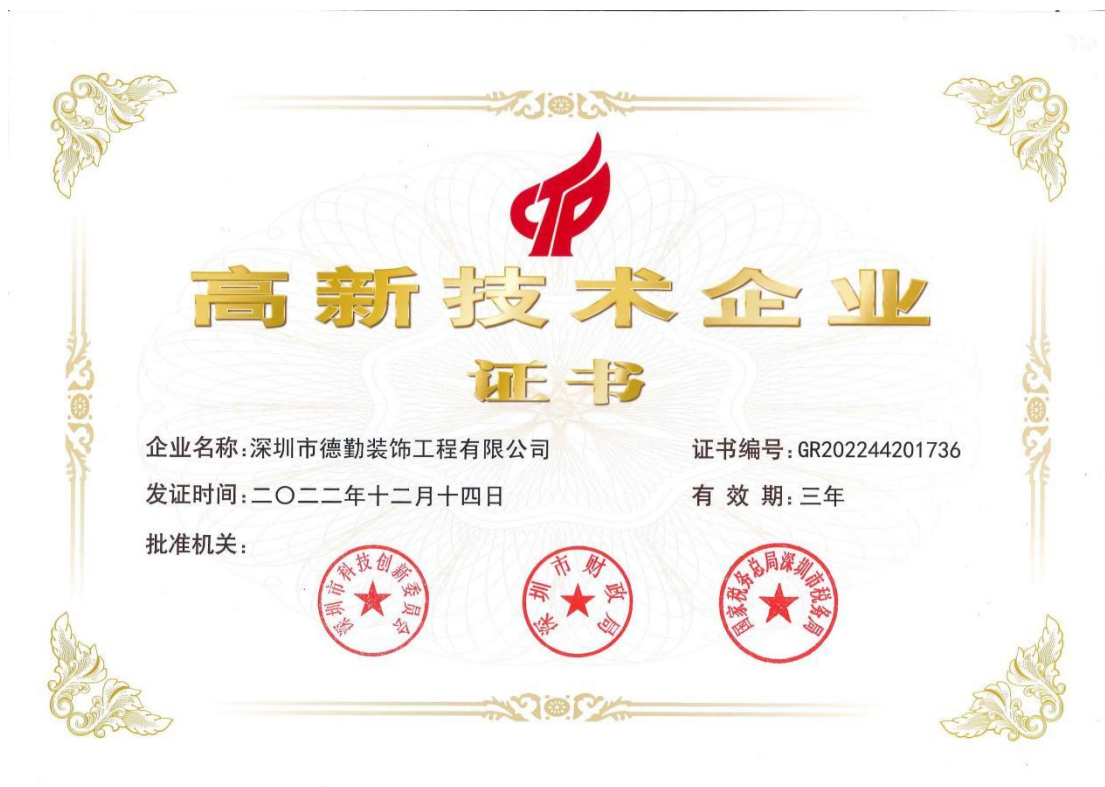 CTP
高新技术企业
证书
企业名称:深圳市德勤装饰工程有限公司
证书编号:GR202244201736
发证时间:二〇二二年十二月十四日
有 效 期:三年
批准机关:
深圳市科技创新委员会
深圳市财政局
国家税务总局深圳市税务局